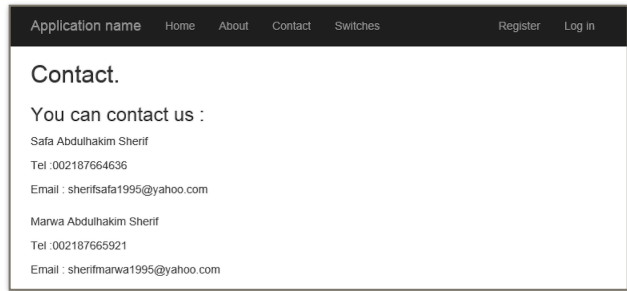 Application name Home About Contact Switches Register Log in
Contact.
You can contact us :
Safa Abdulhakim Sherif
Tel :002187664636
Email : sherifsafa1995@yahoo.com
Marwa Abdulhakim Sherif
Tel :002187665921
Email : sherifmarwa1995@yahoo.com